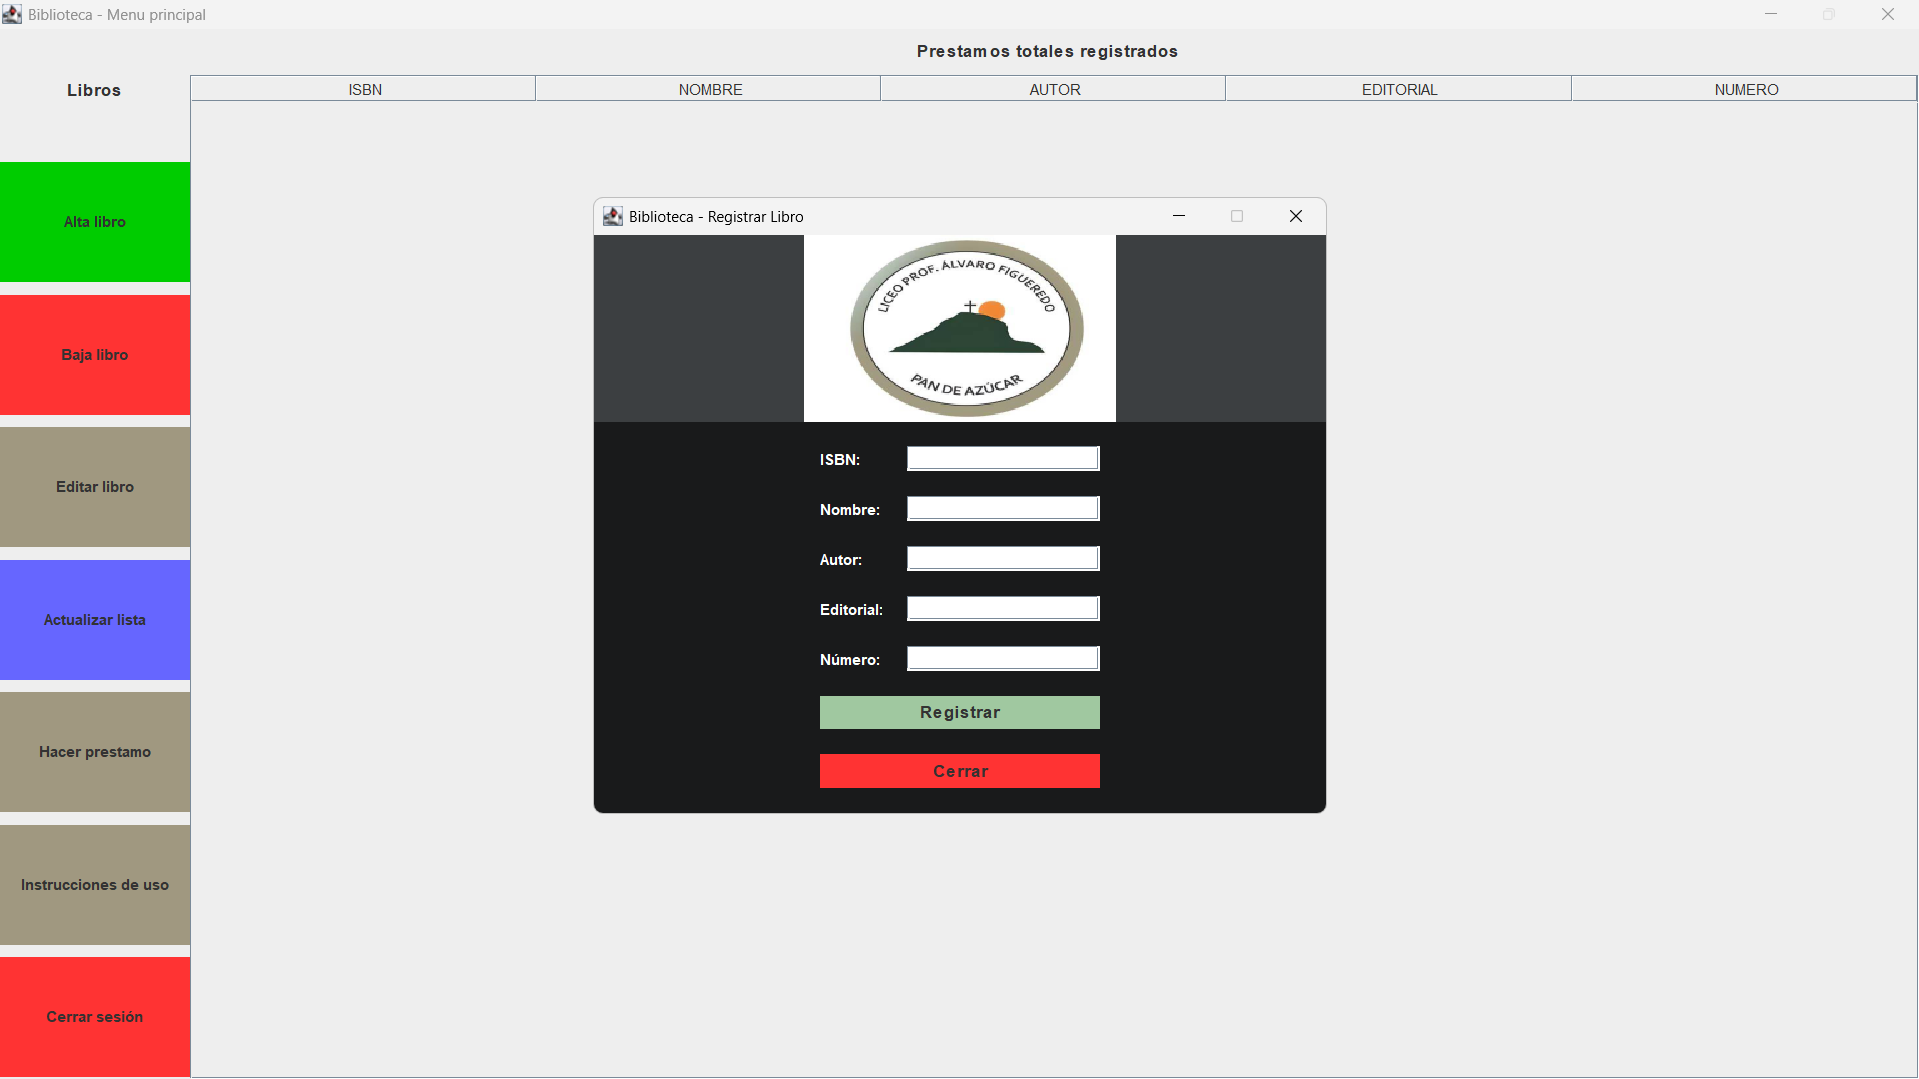 Biblioteca - Menu principal
Prestamos totales registrados
Libros
ISBN NOMBRE AUTOR EDITORIAL NUMERO
Alta libro
Baja libro
Editar libro
Actualizar lista
Hacer prestamo
Instrucciones de uso
Cerrar sesión
Biblioteca - Registrar Libro
LICEO PROF. ÁLVARO FIGUEREDO
PAN DE AZÚCAR
ISBN:
Nombre:
Autor:
Editorial:
Número:
Registrar
Cerrar